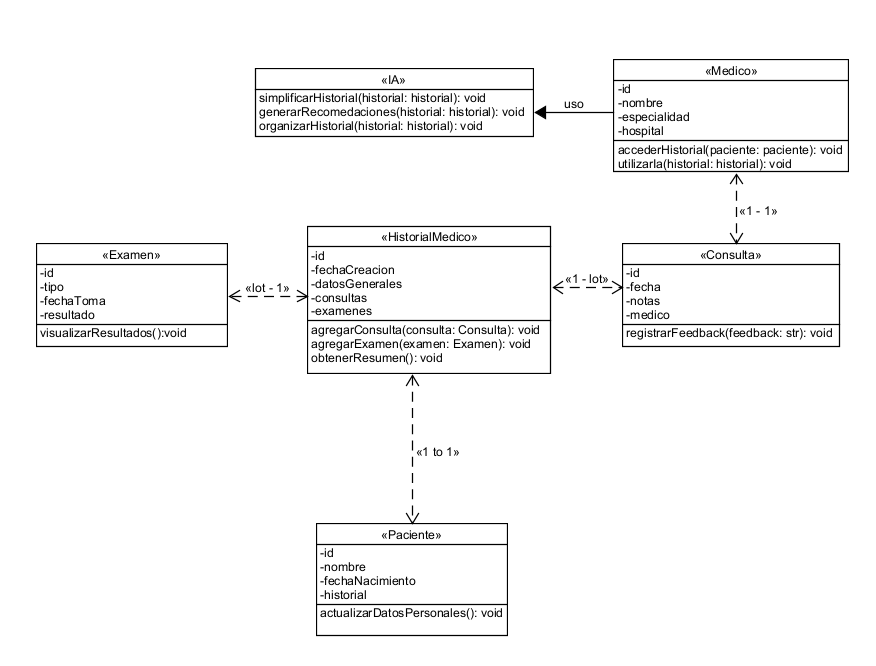 «IA»
simplificarHistorial(historial: historial): void
generarRecomedaciones(historial: historial): void
organizarHistorial(historial: historial): void
uso
«Medico»
-id
-nombre
-especialidad
-hospital
accederHistorial(paciente: paciente): void
utilizarIa(historial: historial): void
«1 - 1»
«Examen»
-id
-tipo
-fechaToma
-resultado
visualizarResultados():void
«lot - 1»
«HistorialMedico»
-id
-fechaCreacion
-datosGenerales
-consultas
-examenes
agregarConsulta(consulta: Consulta): void
agregarExamen(examen: Examen): void
obtenerResumen(): void
«1 - lot»
«Consulta»
-id
-fecha
-notas
-medico
registrarFeedback(feedback: str): void
«1 to 1»
«Paciente»
-id
-nombre
-fechaNacimiento
-historial
actualizarDatosPersonales(): void